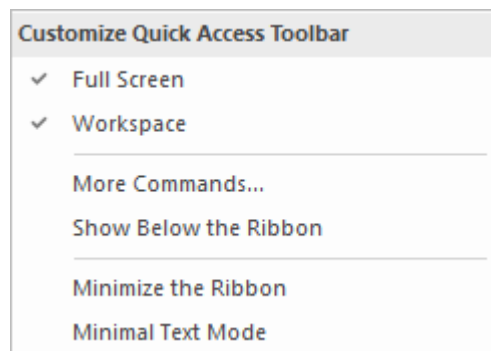 Customize Quick Access Toolbar
Full Screen
Workspace
More Commands...
Show Below the Ribbon
Minimize the Ribbon
Minimal Text Mode